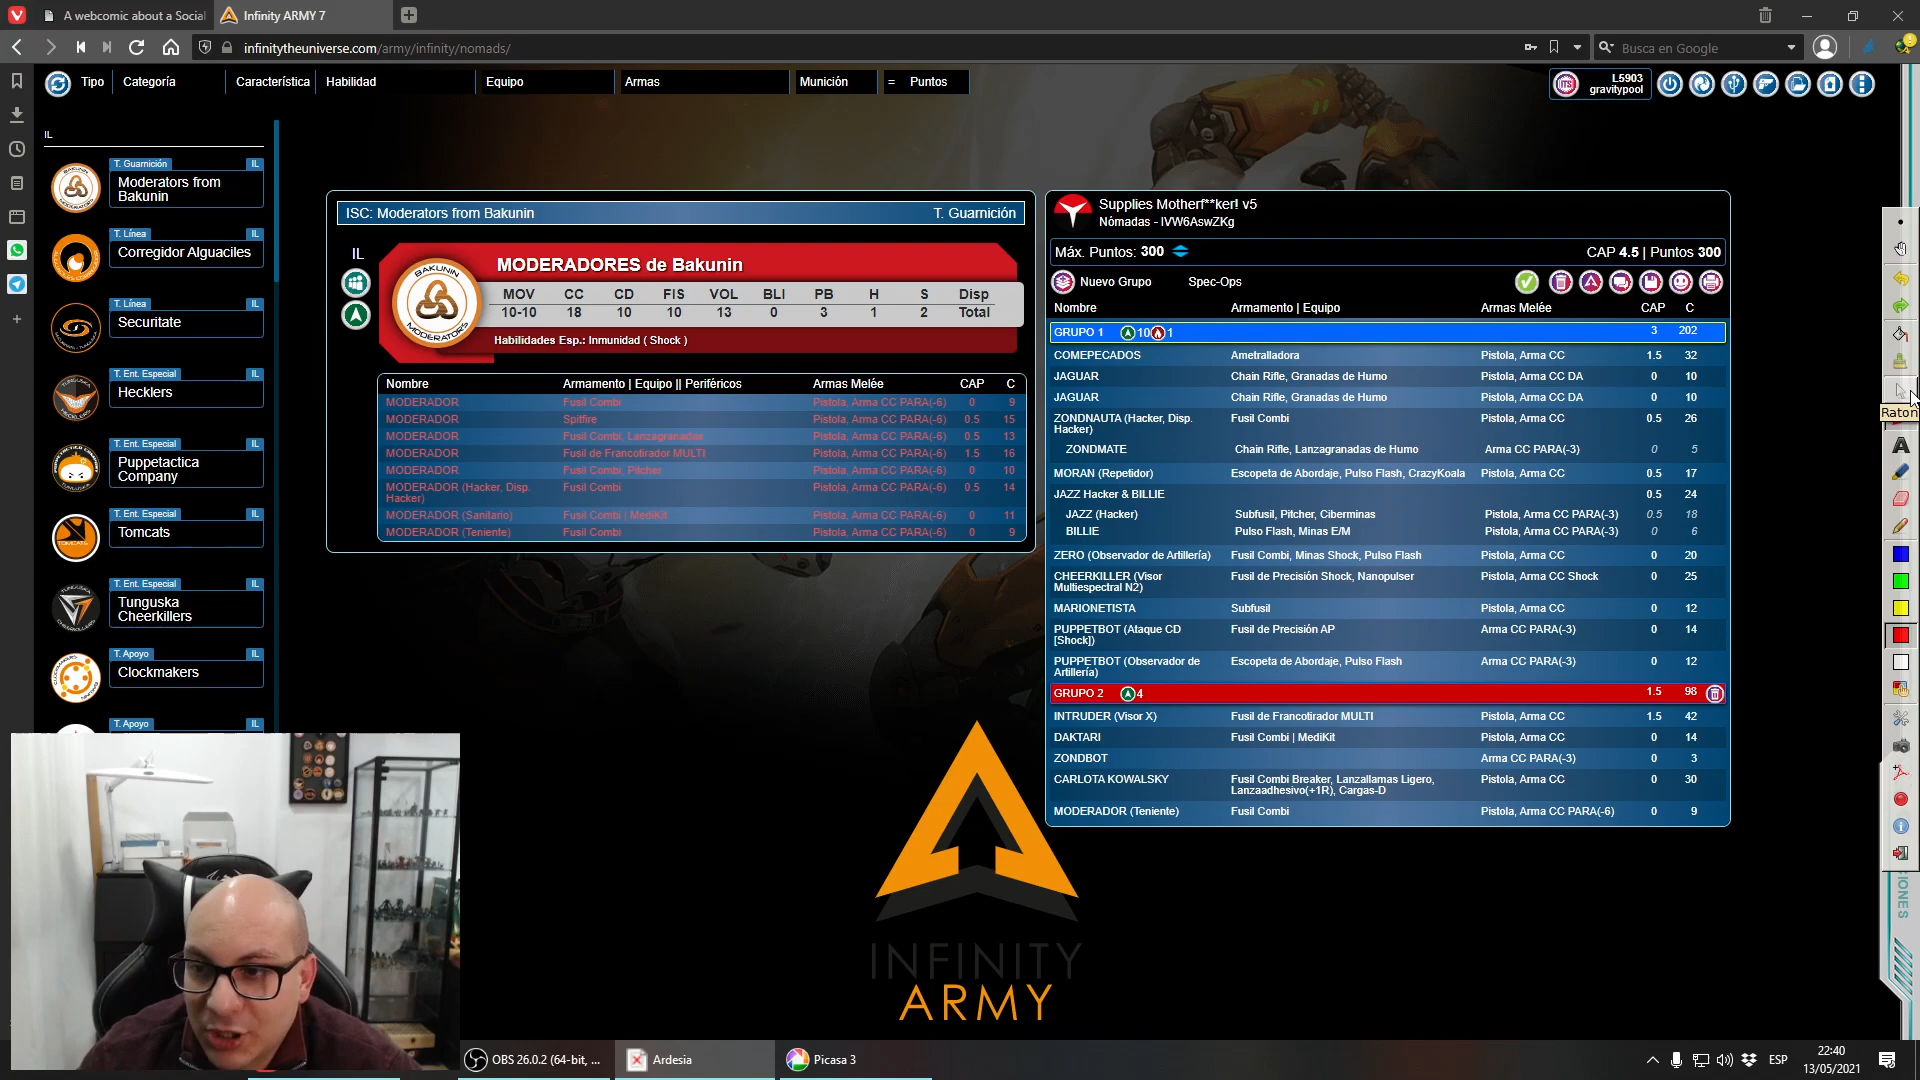 A webcomic about a Social
Infinity ARMY 7
infinitytheuniverse.com/army/infinity/nomads/
Busca en Google
Tipo Categoría Característica Habilidad Equipo Armas Munición = Puntos
L5903
gravitypool
IL
T. Guarnición IL
Moderators from
Bakunin
T. Línea IL
Corregidor Alguaciles
T. Línea IL
Securitate
T. Ent. Especial IL
Hecklers
T. Ent. Especial IL
Puppetactica
Company
T. Ent. Especial IL
Tomcats
T. Ent. Especial IL
Tunguska
Cheerkillers
T. Apoyo IL
Clockmakers
T. Apoyo IL
ISC: Moderators from Bakunin T. Guarnición
IL
BAKUNIN
MODERATORS
MODERADORES de Bakunin
MOV CC CD FIS VOL BLI PB H S Disp
10-10 18 10 10 13 0 3 1 2 Total
Habilidades Esp.: Inmunidad ( Shock )
Nombre Armamento | Equipo || Periféricos Armas Melée CAP C
MODERADOR Fusil Combi Pistola, Arma CC PARA(-6) 0 9
MODERADOR Spitfire Pistola, Arma CC PARA(-6) 0.5 15
MODERADOR Fusil Combi, Lanzagranadas Pistola, Arma CC PARA(-6) 0.5 13
MODERADOR Fusil de Francotirador MULTI Pistola, Arma CC PARA(-6) 1.5 16
MODERADOR Fusil Combi, Pitcher Pistola, Arma CC PARA(-6) 0 10
MODERADOR (Hacker, Disp. Fusil Combi Pistola, Arma CC PARA(-6) 0.5 14
Hacker)
MODERADOR (Sanitario) Fusil Combi | MediKit Pistola, Arma CC PARA(-6) 0 11
MODERADOR (Teniente) Fusil Combi Pistola, Arma CC PARA(-6) 0 9
Supplies Motherf**ker! v5
Nómadas - IVW6AswZKg
Máx. Puntos: 300 CAP 4.5 | Puntos 300
Nuevo Grupo Spec-Ops
Nombre Armamento | Equipo Armas Melée CAP C
GRUPO 1 10 1 3 202
COMEPECADOS Ametralladora Pistola, Arma CC 1.5 32
JAGUAR Chain Rifle, Granadas de Humo Pistola, Arma CC DA 0 10
JAGUAR Chain Rifle, Granadas de Humo Pistola, Arma CC DA 0 10
ZONDNAUTA (Hacker, Disp. Fusil Combi Pistola, Arma CC 0.5 26
Hacker)
ZONDMATE Chain Rifle, Lanzagranadas de Humo Arma CC PARA(-3) 0 5
MORAN (Repetidor) Escopeta de Abordaje, Pulso Flash, CrazyKoala Pistola, Arma CC 0.5 17
JAZZ Hacker & BILLIE 0.5 24
JAZZ (Hacker) Subfusil, Pitcher, Ciberminas Pistola, Arma CC PARA(-3) 0.5 18
BILLIE Pulso Flash, Minas E/M Pistola, Arma CC PARA(-3) 0 6
ZERO (Observador de Artillería) Fusil Combi, Minas Shock, Pulso Flash Pistola, Arma CC 0 20
CHEERKILLER (Visor Fusil de Precisión Shock, Nanopulser Pistola, Arma CC Shock 0 25
Multiespectral N2)
MARIONETISTA Subfusil Pistola, Arma CC 0 12
PUPPETBOT (Ataque CD Fusil de Precisión AP Arma CC PARA(-3) 0 14
[Shock])
PUPPETBOT (Observador de Escopeta de Abordaje, Pulso Flash Arma CC PARA(-3) 0 12
Artillería)
GRUPO 2 4 1.5 98
INTRUDER (Visor X) Fusil de Francotirador MULTI Pistola, Arma CC 1.5 42
DAKTARI Fusil Combi | MediKit Pistola, Arma CC 0 14
ZONDBOT Arma CC PARA(-3) 0 3
CARLOTA KOWALSKY Fusil Combi Breaker, Lanzallamas Ligero, Pistola, Arma CC 0 30
Lanzaadhesivo(+1R), Cargas-D
MODERADOR (Teniente) Fusil Combi Pistola, Arma CC PARA(-6) 0 9
INFINITY
ARMY
Raton
A
IONES
OBS 26.0.2 (64-bit, ...
Ardesia
Picasa 3
ESP
22:40
13/05/2021